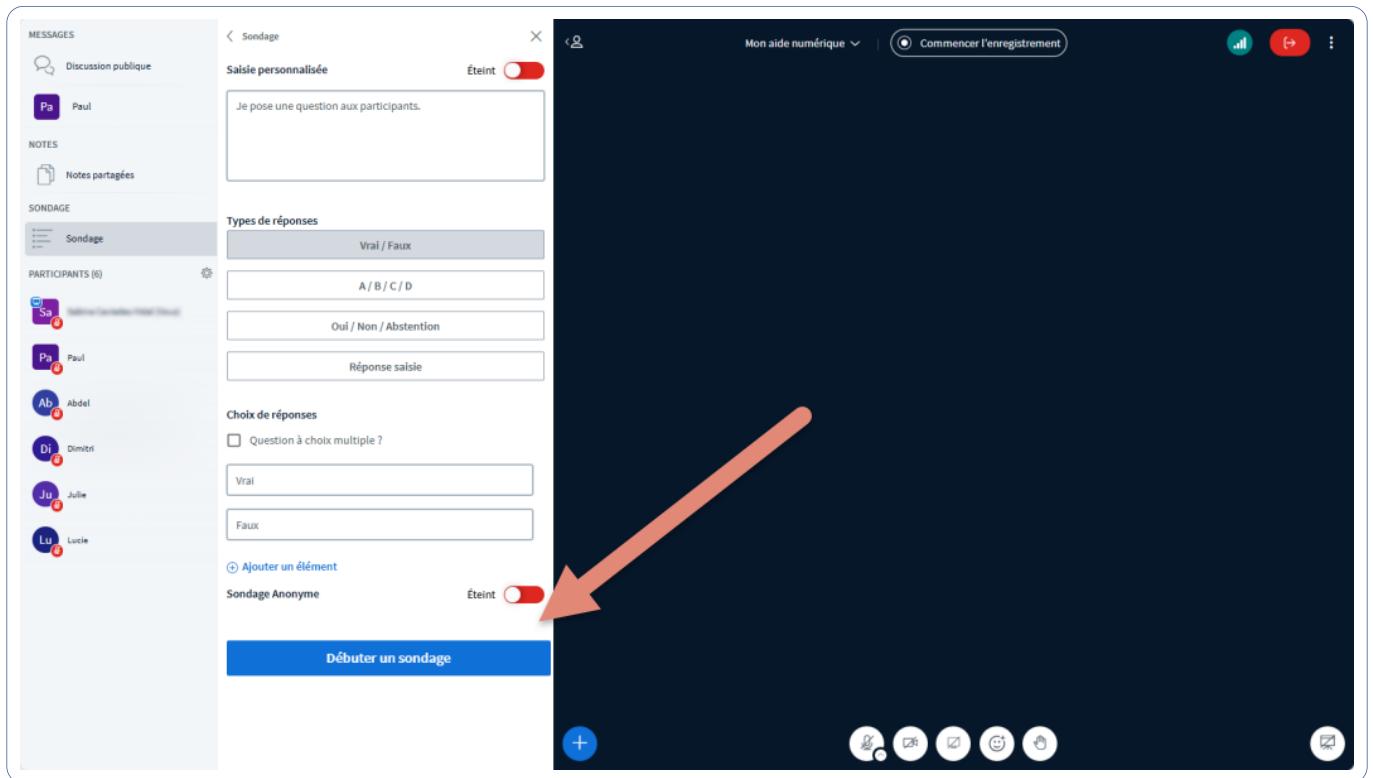 MESSAGES
Discussion publique
Pa Paul
NOTES
Notes partagées
SONDAGE
Sondage
PARTICIPANTS (6)
Sa
Pa Paul
Ab Abdel
Di Dimitri
Ju Julie
Lu Lucie
Sondage
Saisie personnalisée Éteint
Je pose une question aux participants.
Types de réponses
Vrai / Faux
A / B / C / D
Oui / Non / Abstention
Réponse saisie
Choix de réponses
Question à choix multiple ?
Vrai
Faux
Ajouter un élément
Sondage Anonyme Éteint
Débuter un sondage
Mon aide numérique
Commencer l'enregistrement